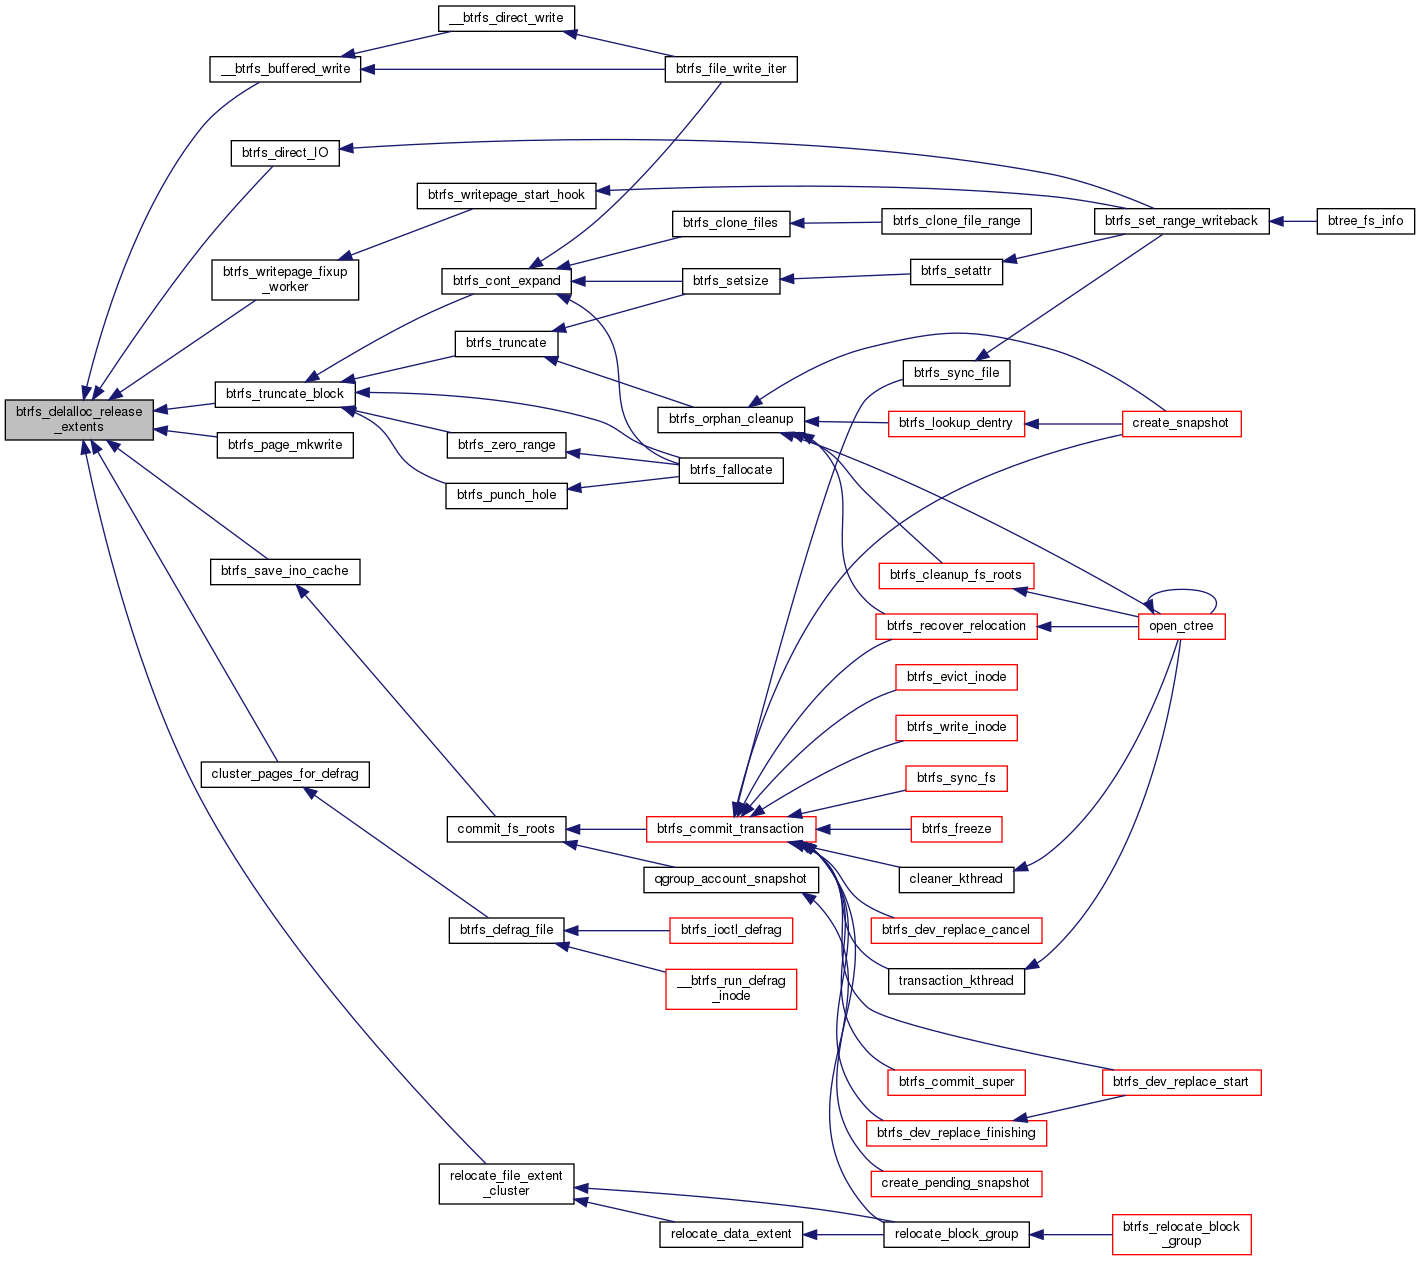 __btrfs_direct_write
__btrfs_buffered_write
btrfs_file_write_iter
btrfs_direct_IO
btrfs_writepage_start_hook
btrfs_clone_files
btrfs_clone_file_range
btrfs_set_range_writeback
btree_fs_info
btrfs_writepage_fixup
_worker
btrfs_cont_expand
btrfs_setsize
btrfs_setattr
btrfs_truncate
btrfs_sync_file
btrfs_delalloc_release
_extents
btrfs_truncate_block
btrfs_orphan_cleanup
btrfs_lookup_dentry
create_snapshot
btrfs_page_mkwrite
btrfs_zero_range
btrfs_fallocate
btrfs_punch_hole
btrfs_save_ino_cache
btrfs_cleanup_fs_roots
btrfs_recover_relocation
open_ctree
btrfs_evict_inode
btrfs_write_inode
cluster_pages_for_defrag
btrfs_sync_fs
commit_fs_roots
btrfs_commit_transaction
btrfs_freeze
qgroup_account_snapshot
cleaner_kthread
btrfs_defrag_file
btrfs_ioctl_defrag
btrfs_dev_replace_cancel
__btrfs_run_defrag
_inode
transaction_kthread
btrfs_commit_super
btrfs_dev_replace_start
btrfs_dev_replace_finishing
relocate_file_extent
_cluster
create_pending_snapshot
relocate_data_extent
relocate_block_group
btrfs_relocate_block
_group